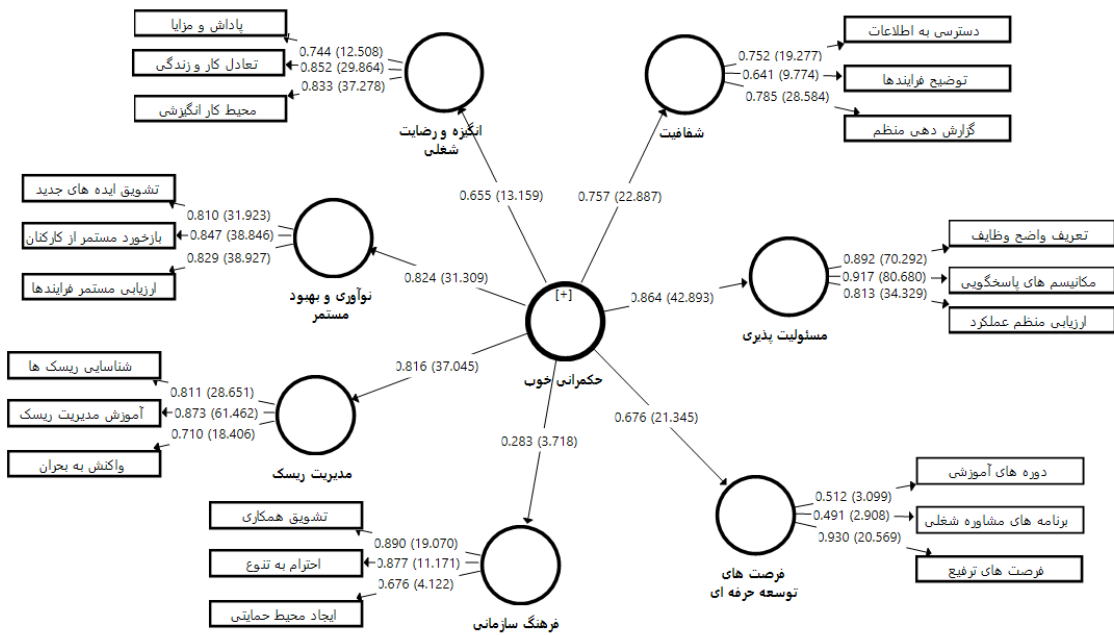 پاداش و مزایا
تعادل کار و زندگی
محیط کار انگیزشی
0.744 (12.508)
0.852 (29.864)
0.833 (37.278)
انگیزه و رضایت
شغلی
دسترسی به اطلاعات
توضیح فرایندها
گزارش دهی منظم
0.752 (19.277)
0.641 (9.774)
0.785 (28.584)
شفافیت
0.655 (13.159)
0.757 (22.887)
تشویق ایده های جدید
بازخورد مستمر از کارکنان
ارزیابی مستمر فرایندها
0.810 (31.923)
0.847 (38.846)
0.829 (38.927)
نوآوری و بهبود
مستمر
0.824 (31.309)
تعریف واضح وظایف
مکانیسم های پاسخگویی
ارزیابی منظم عملکرد
0.892 (70.292)
0.917 (80.680)
0.813 (34.329)
مسئولیت پذیری
0.864 (42.893)
[+]
حکمرانی خوب
شناسایی ریسک ها
آموزش مدیریت ریسک
واکنش به بحران
0.811 (28.651)
0.873 (61.462)
0.710 (18.406)
مدیریت ریسک
0.816 (37.045)
0.283 (3.718)
0.676 (21.345)
تشویق همکاری
احترام به تنوع
ایجاد محیط حمایتی
0.890 (19.070)
0.877 (11.171)
0.676 (4.122)
فرهنگ سازمانی
دوره های آموزشی
برنامه های مشاوره شغلی
فرصت های ترفیع
0.512 (3.099)
0.491 (2.908)
0.930 (20.569)
فرصت های
توسعه حرفه ای